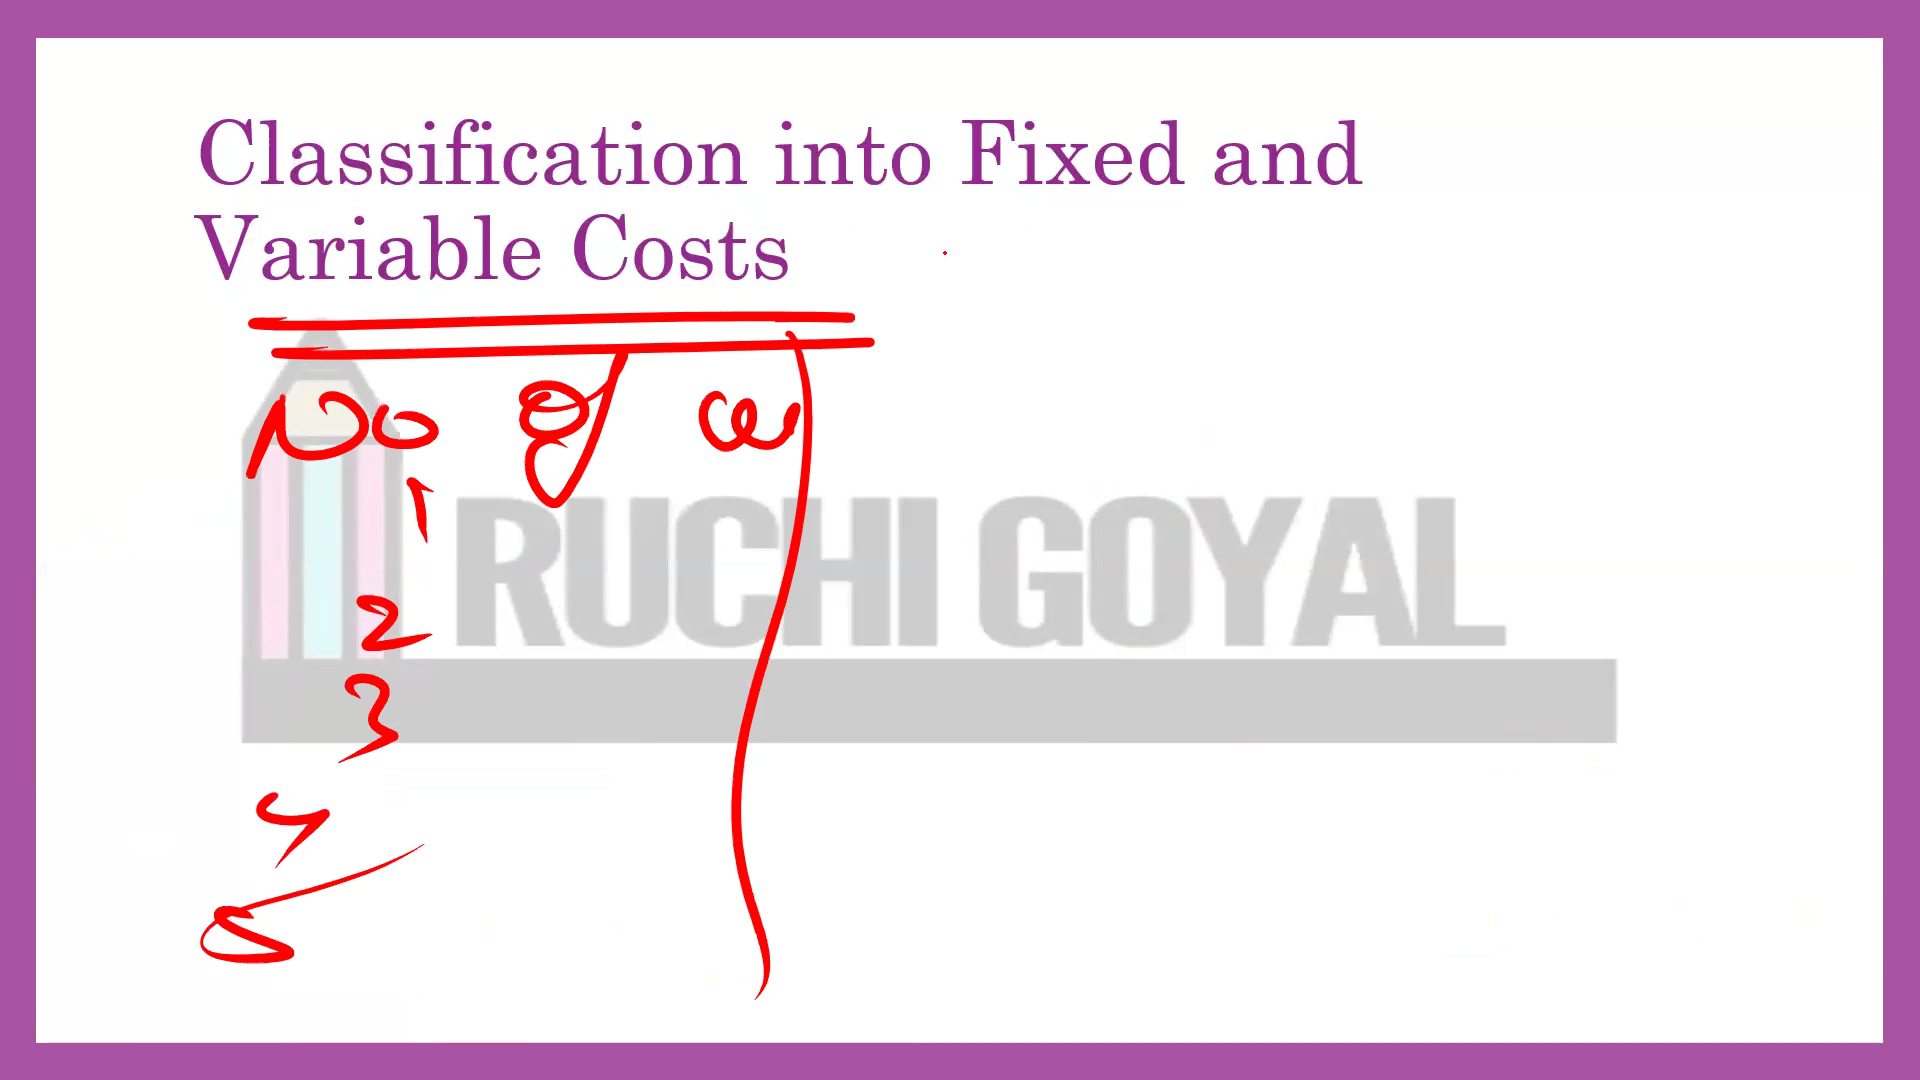 Classification into Fixed and
Variable Costs
No of
1
RUCHI GOYAL
2
3
4
5